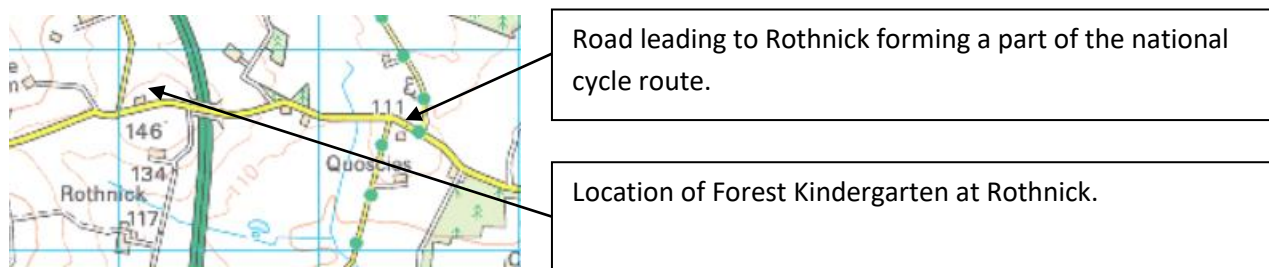 Road leading to Rothnick forming a part of the national
cycle route.
Location of Forest Kindergarten at Rothnick.
111
146
Quoscies
134
110
Rothnick
117